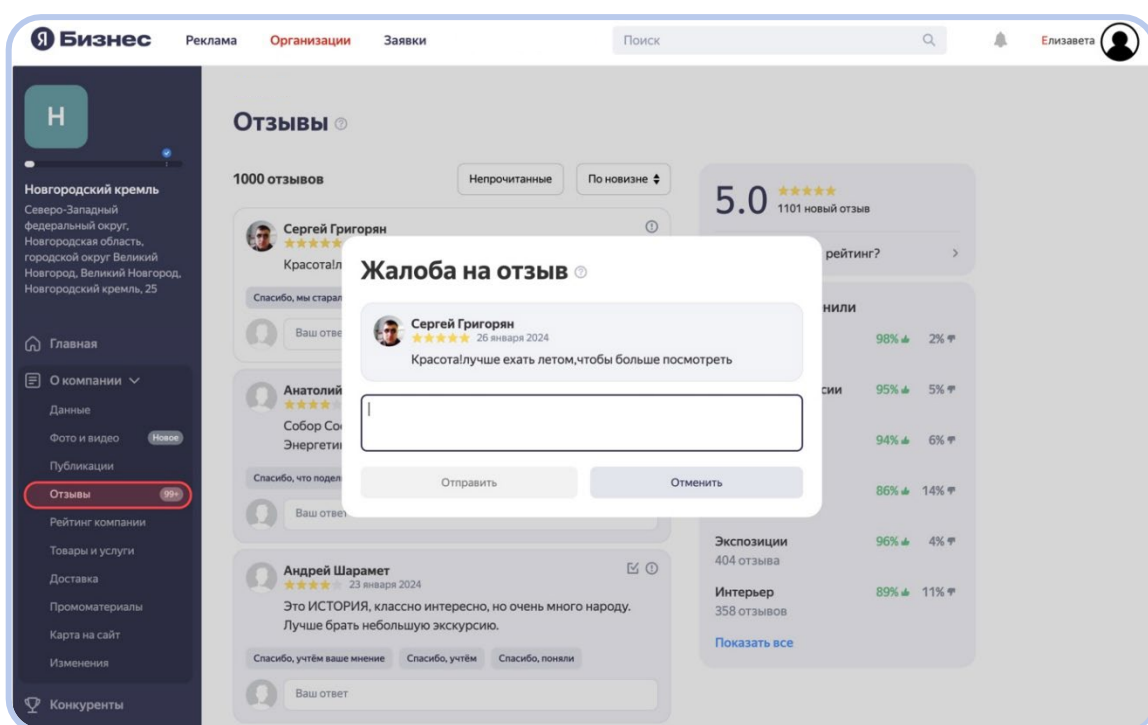 Я Бизнес Реклама Организации Заявки Поиск Елизавета
Н
Новгородский кремль
Северо-Западный
федеральный округ,
Новгородская область,
городской округ Великий
Новгород, Великий Новгород,
Новгородский кремль, 25
Главная
О компании
Данные
Фото и видео Новое
Публикации
Отзывы 99+
Рейтинг компании
Товары и услуги
Доставка
Промоматериалы
Карта на сайт
Изменения
Конкуренты
Отзывы
1000 отзывов Непрочитанные По новизне
Сергей Григорян
Красота!л
Спасибо, мы старал
Ваш отве
Анатолий
Собор Со
Энергети
Спасибо, что подел
Ваш ответ
Андрей Шарамет
23 января 2024
Это ИСТОРИЯ, классно интересно, но очень много народу.
Лучше брать небольшую экскурсию.
Спасибо, учтём ваше мнение Спасибо, учтём Спасибо, поняли
Ваш ответ
Жалоба на отзыв
Сергей Григорян
26 января 2024
Красота!лучше ехать летом,чтобы больше посмотреть
Отправить Отменить
5.0
1101 новый отзыв
рейтинг?
нили
98% 2%
сии 95% 5%
94% 6%
86% 14%
Экспозиции 96% 4%
404 отзыва
Интерьер 89% 11%
358 отзывов
Показать все